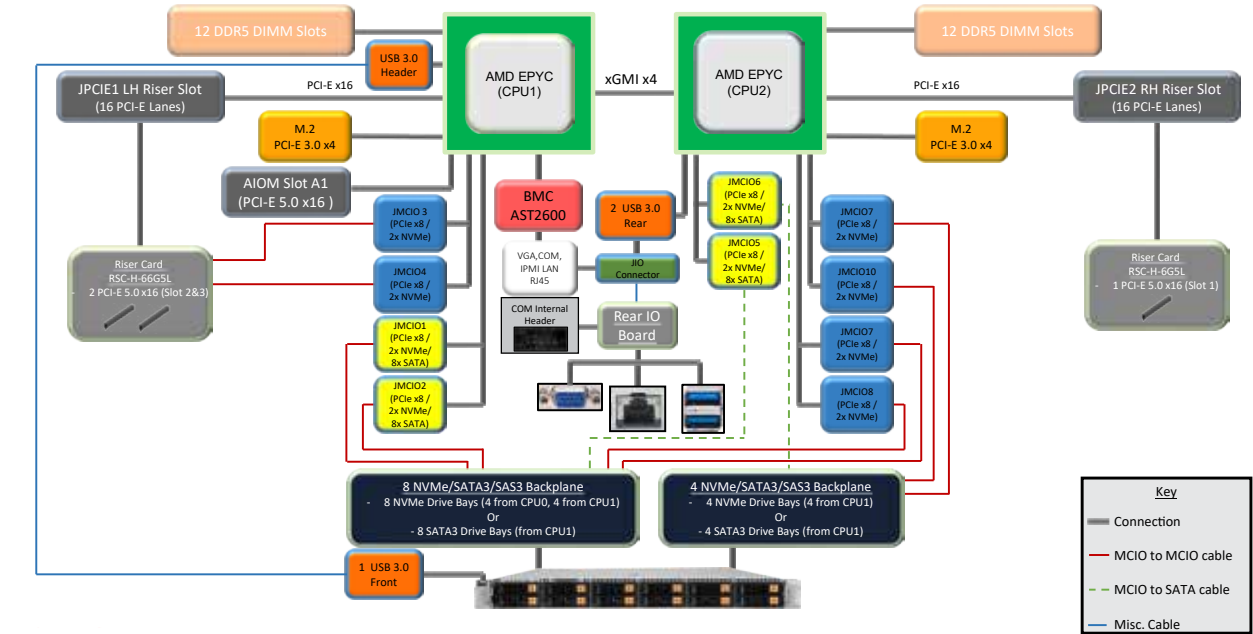 12 DDR5 DIMM Slots
12 DDR5 DIMM Slots
USB 3.0
Header
AMD EPYC
(CPU1)
xGMI x4
AMD EPYC
(CPU2)
JPCIE1 LH Riser Slot
(16 PCI-E Lanes)
PCI-E x16
PCI-E x16
JPCIE2 RH Riser Slot
(16 PCI-E Lanes)
M.2
PCI-E 3.0 x4
M.2
PCI-E 3.0 x4
AIOM Slot A1
(PCI-E 5.0 x16 )
BMC
AST2600
2 USB 3.0
Rear
JMCIO6
(PCIe x8 /
2x NVMe/
8x SATA)
JMCIO 3
(PCIe x8 /
2x NVMe)
JMCIO7
(PCIe x8 /
2x NVMe)
VGA,COM,
IPMI LAN
RJ45
JIO
Connector
JMCIO5
(PCIe x8 /
2x NVMe/
8x SATA)
Riser Card
RSC-H-66G5L
- 2 PCI-E 5.0 x16 (Slot 2&3)
JMCIO4
(PCIe x8 /
2x NVMe)
JMCIO10
(PCIe x8 /
2x NVMe)
Riser Card
RSC-H-6G5L
- 1 PCI-E 5.0 x16 (Slot 1)
COM Internal
Header
Rear IO
Board
JMCIO1
(PCIe x8 /
2x NVMe/
8x SATA)
JMCIO7
(PCIe x8 /
2x NVMe)
JMCIO2
(PCIe x8 /
2x NVMe/
8x SATA)
JMCIO8
(PCIe x8 /
2x NVMe)
8 NVMe/SATA3/SAS3 Backplane
- 8 NVMe Drive Bays (4 from CPU0, 4 from CPU1)
Or
- 8 SATA3 Drive Bays (from CPU1)
4 NVMe/SATA3/SAS3 Backplane
- 4 NVMe Drive Bays (4 from CPU1)
Or
- 4 SATA3 Drive Bays (from CPU1)
1 USB 3.0
Front
Key
Connection
MCIO to MCIO cable
MCIO to SATA cable
Misc. Cable